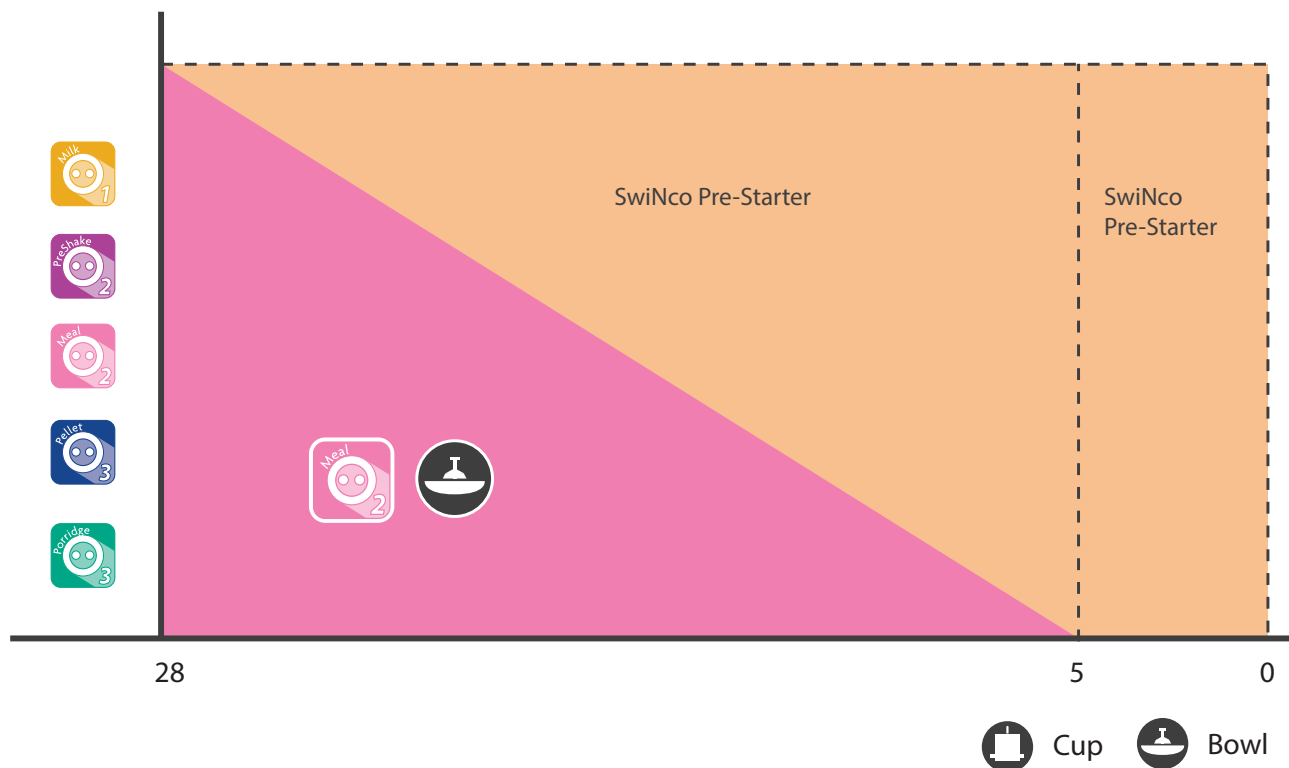 Milk
1
PreShake
2
Meal
2
Pellet
3
Porridge
3
SwiNco Pre-Starter
SwiNco
Pre-Starter
Meal
2
28
5
0
Cup
Bowl